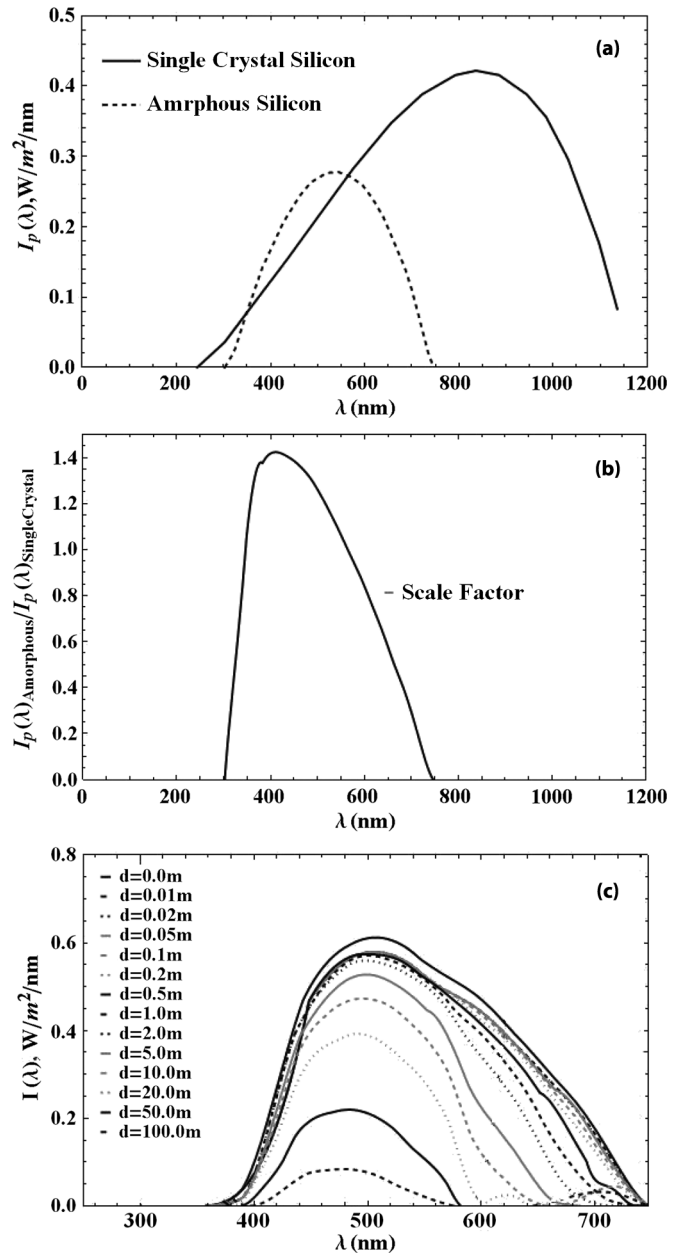 (a)
Single Crystal Silicon
Amrphous Silicon
I_p(λ),W/m²/nm
0.5
0.4
0.3
0.2
0.1
0.0
0 200 400 600 800 1000 1200
λ (nm)
(b)
Scale Factor
I_p(λ)Amorphous/I_p(λ)SingleCrystal
1.4
1.2
1.0
0.8
0.6
0.4
0.2
0.0
0 200 400 600 800 1000 1200
λ (nm)
(c)
d=0.0m
d=0.01m
d=0.02m
d=0.05m
d=0.1m
d=0.2m
d=0.5m
d=1.0m
d=2.0m
d=5.0m
d=10.0m
d=20.0m
d=50.0m
d=100.0m
I (λ), W/m²/nm
0.8
0.6
0.4
0.2
0.0
300 400 500 600 700
λ (nm)